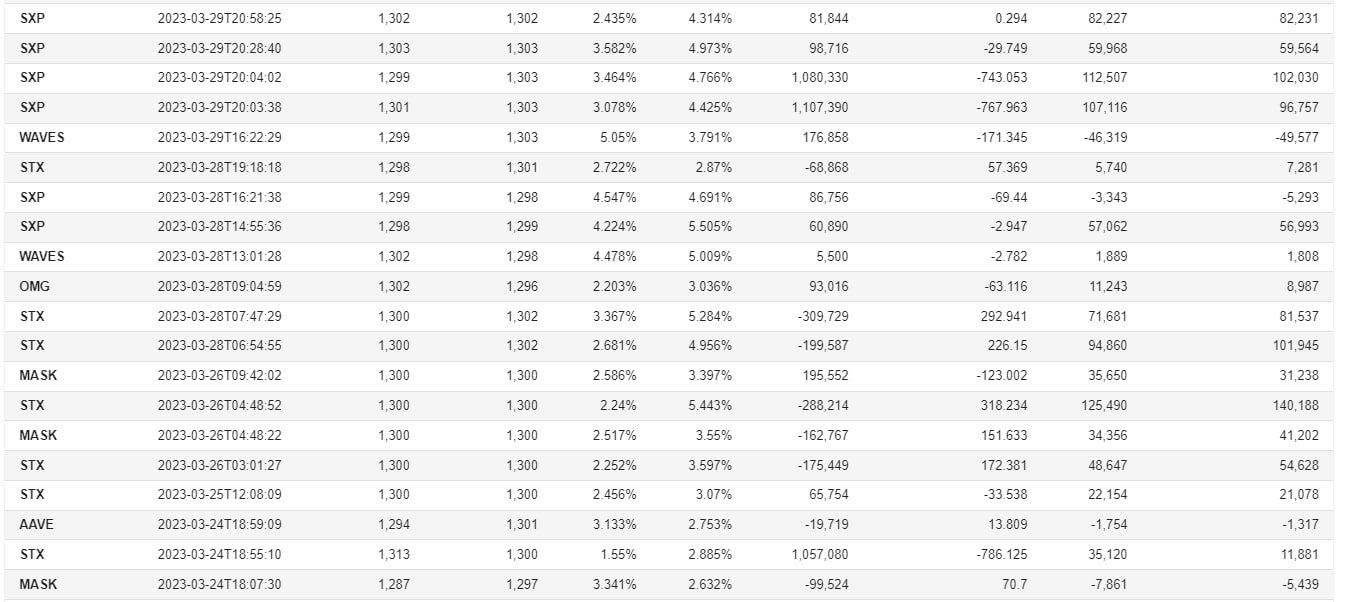 SXP 2023-03-29T20:58:25 1,302 1,302 2.435% 4.314% 81,844 0.294 82,227 82,231
SXP 2023-03-29T20:28:40 1,303 1,303 3.582% 4.973% 98,716 -29.749 59,968 59,564
SXP 2023-03-29T20:04:02 1,299 1,303 3.464% 4.766% 1,080,330 -743.053 112,507 102,030
SXP 2023-03-29T20:03:38 1,301 1,303 3.078% 4.425% 1,107,390 -767.963 107,116 96,757
WAVES 2023-03-29T16:22:29 1,299 1,303 5.05% 3.791% 176,858 -171.345 -46,319 -49,577
STX 2023-03-28T19:18:18 1,298 1,301 2.722% 2.87% -68,868 57.369 5,740 7,281
SXP 2023-03-28T16:21:38 1,299 1,298 4.547% 4.691% 86,756 -69.44 -3,343 -5,293
SXP 2023-03-28T14:55:36 1,298 1,299 4.224% 5.505% 60,890 -2.947 57,062 56,993
WAVES 2023-03-28T13:01:28 1,302 1,298 4.478% 5.009% 5,500 -2.782 1,889 1,808
OMG 2023-03-28T09:04:59 1,302 1,296 2.203% 3.036% 93,016 -63.116 11,243 8,987
STX 2023-03-28T07:47:29 1,300 1,302 3.367% 5.284% -309,729 292.941 71,681 81,537
STX 2023-03-28T06:54:55 1,300 1,302 2.681% 4.956% -199,587 226.15 94,860 101,945
MASK 2023-03-26T09:42:02 1,300 1,300 2.586% 3.397% 195,552 -123.002 35,650 31,238
STX 2023-03-26T04:48:52 1,300 1,300 2.24% 5.443% -288,214 318.234 125,490 140,188
MASK 2023-03-26T04:48:22 1,300 1,300 2.517% 3.55% -162,767 151.633 34,356 41,202
STX 2023-03-26T03:01:27 1,300 1,300 2.252% 3.597% -175,449 172.381 48,647 54,628
STX 2023-03-25T12:08:09 1,300 1,300 2.456% 3.07% 65,754 -33.538 22,154 21,078
AAVE 2023-03-24T18:59:09 1,294 1,301 3.133% 2.753% -19,719 13.809 -1,754 -1,317
STX 2023-03-24T18:55:10 1,313 1,300 1.55% 2.885% 1,057,080 -786.125 35,120 11,881
MASK 2023-03-24T18:07:30 1,287 1,297 3.341% 2.632% -99,524 70.7 -7,861 -5,439